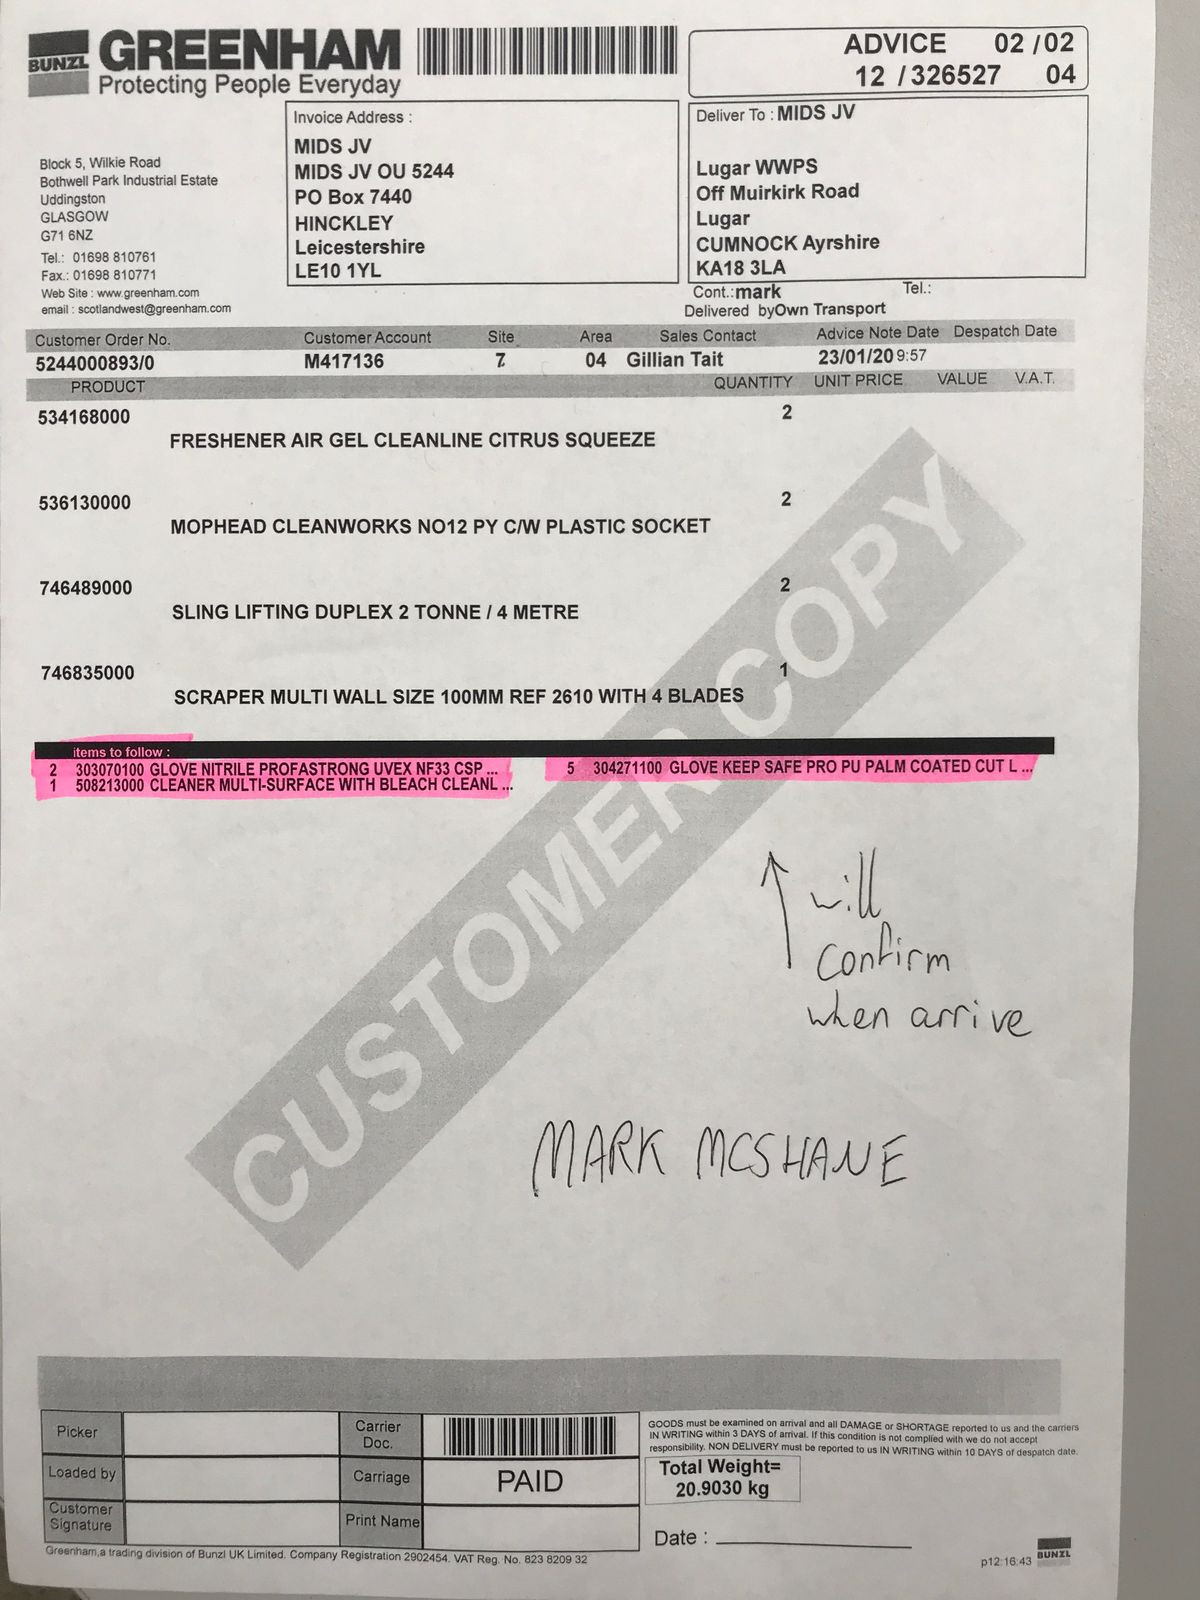 BUNZL GREENHAM
Protecting People Everyday
ADVICE 02 /02
12 /326527 04
Block 5, Wilkie Road
Bothwell Park Industrial Estate
Uddingston
GLASGOW
G71 6NZ
Tel.: 01698 810761
Fax.: 01698 810771
Web Site : www.greenham.com
email : scotlandwest@greenham.com
Invoice Address :
MIDS JV
MIDS JV OU 5244
PO Box 7440
HINCKLEY
Leicestershire
LE10 1YL
Deliver To : MIDS JV
Lugar WWPS
Off Muirkirk Road
Lugar
CUMNOCK Ayrshire
KA18 3LA
Cont.: mark Tel.:
Delivered by Own Transport
Customer Order No. Customer Account Site Area Sales Contact Advice Note Date Despatch Date
5244000893/0 M417136 7 04 Gillian Tait 23/01/20 9:57
PRODUCT QUANTITY UNIT PRICE VALUE V.A.T.
534168000 2
FRESHENER AIR GEL CLEANLINE CITRUS SQUEEZE
536130000 2
MOPHEAD CLEANWORKS NO12 PY C/W PLASTIC SOCKET
746489000 2
SLING LIFTING DUPLEX 2 TONNE / 4 METRE
746835000 1
SCRAPER MULTI WALL SIZE 100MM REF 2610 WITH 4 BLADES
items to follow :
2 303070100 GLOVE NITRILE PROFASTRONG UVEX NF33 CSP ... 5 304271100 GLOVE KEEP SAFE PRO PU PALM COATED CUT L ...
1 508213000 CLEANER MULTI-SURFACE WITH BLEACH CLEANL ...
CUSTOMER COPY
will
confirm
when arrive
MARK MCSHANE
Picker Carrier Doc.
Loaded by Carriage PAID
Customer Signature Print Name
GOODS must be examined on arrival and all DAMAGE or SHORTAGE reported to us and the carriers
IN WRITING within 3 DAYS of arrival. If this condition is not complied with we do not accept
responsibility. NON DELIVERY must be reported to us IN WRITING within 10 DAYS of despatch date.
Total Weight=
20.9030 kg
Date :
Greenham,a trading division of Bunzl UK Limited. Company Registration 2902454. VAT Reg. No. 823 8209 32
p12:16:43 BUNZL